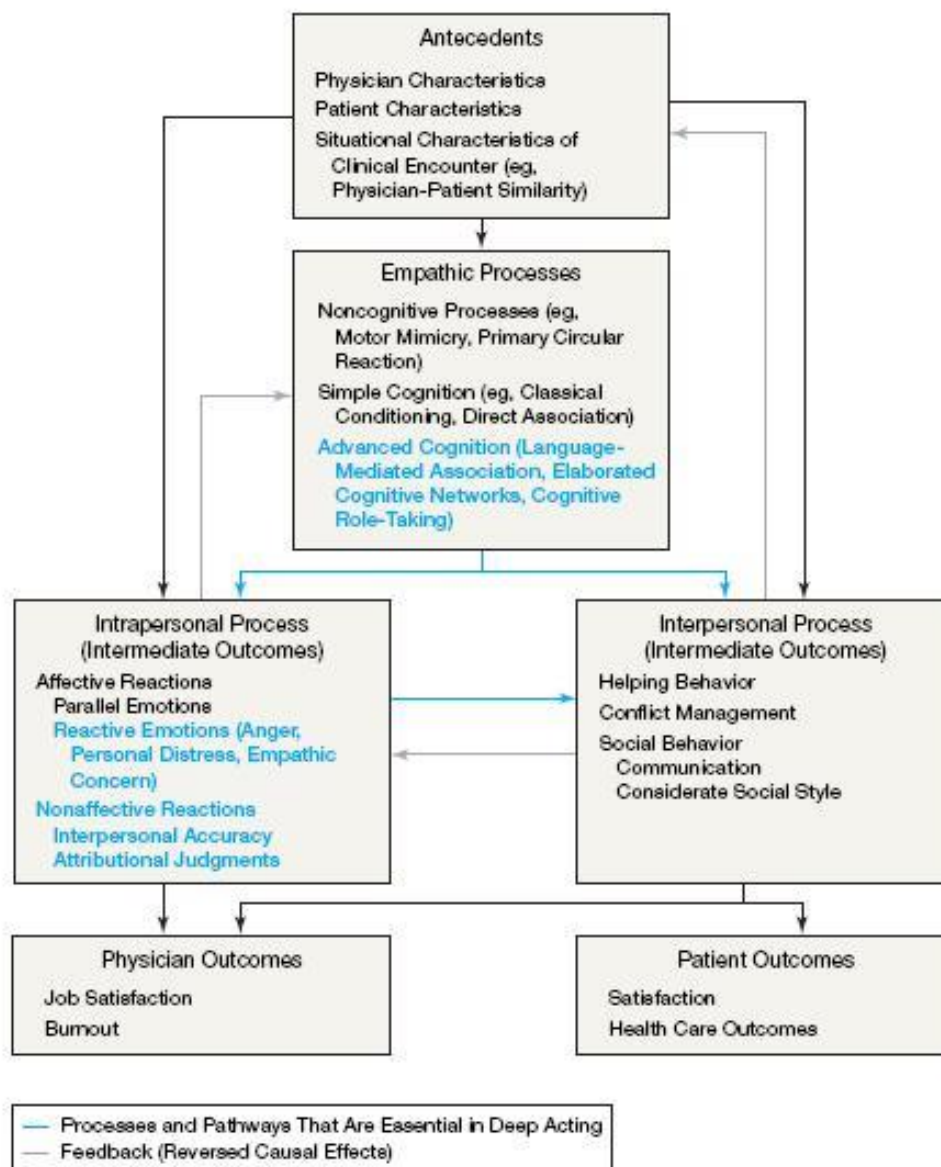 Antecedents
Physician Characteristics
Patient Characteristics
Situational Characteristics of
Clinical Encounter (eg,
Physician-Patient Similarity)
Empathic Processes
Noncognitive Processes (eg,
Motor Mimicry, Primary Circular
Reaction)
Simple Cognition (eg, Classical
Conditioning, Direct Association)
Advanced Cognition (Language-
Mediated Association, Elaborated
Cognitive Networks, Cognitive
Role-Taking)
Intrapersonal Process
(Intermediate Outcomes)
Affective Reactions
Parallel Emotions
Reactive Emotions (Anger,
Personal Distress, Empathic
Concern)
Nonaffective Reactions
Interpersonal Accuracy
Attributional Judgments
Interpersonal Process
(Intermediate Outcomes)
Helping Behavior
Conflict Management
Social Behavior
Communication
Considerate Social Style
Physician Outcomes
Job Satisfaction
Burnout
Patient Outcomes
Satisfaction
Health Care Outcomes
Processes and Pathways That Are Essential in Deep Acting
Feedback (Reversed Causal Effects)